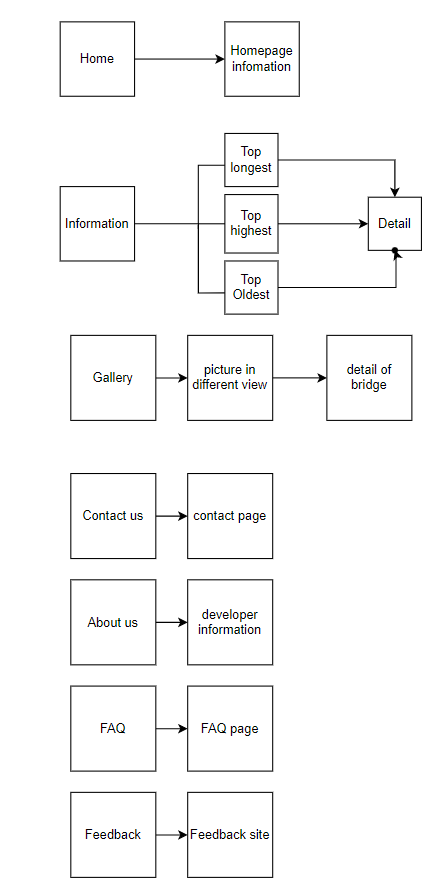 Home
Homepage
infomation
Top
longest
Information
Top
highest
Detail
Top
Oldest
Gallery
picture in
different view
detail of
bridge
Contact us
contact page
About us
developer
information
FAQ
FAQ page
Feedback
Feedback site